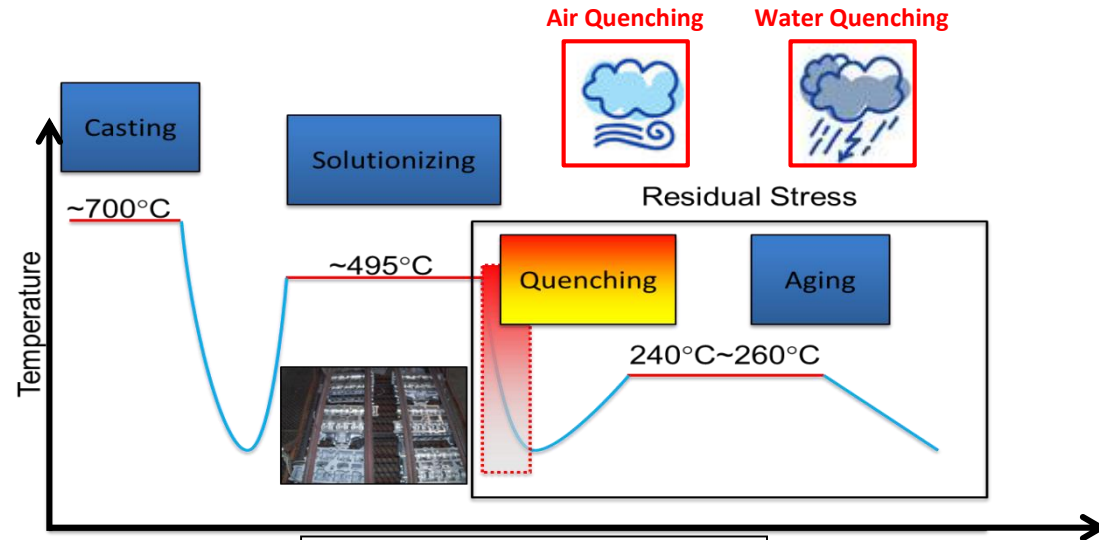 Air Quenching
Water Quenching
Casting
Solutionizing
Residual Stress
~700°C
~495°C
Quenching
Aging
240°C~260°C
Temperature